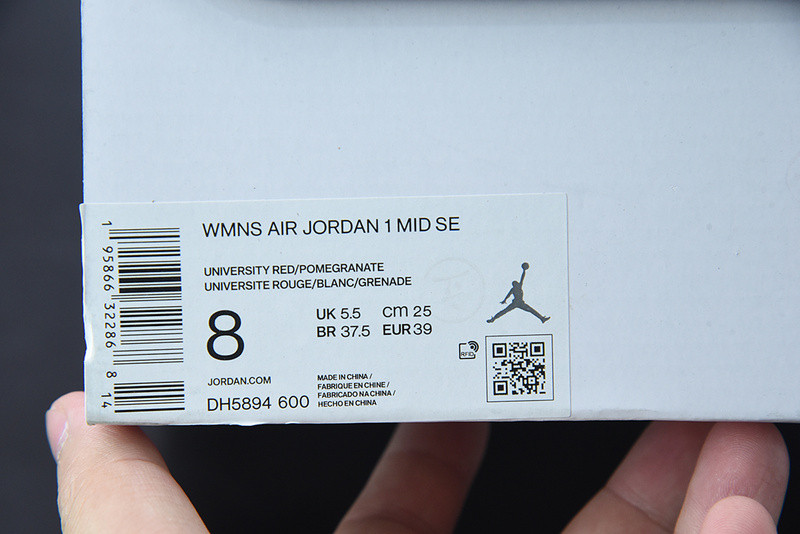 WMNS AIR JORDAN 1 MID SE
UNIVERSITY RED/POMEGRANATE
UNIVERSITE ROUGE/BLANC/GRENADE
8
UK 5.5 cm 25
BR 37.5 EUR 39
JORDAN.COM
DH5894 600
MADE IN CHINA /
FABRIQUE EN CHINE /
FABRICADO NA CHINA /
HECHO EN CHINA
RFID
1 95866 32286 8 14